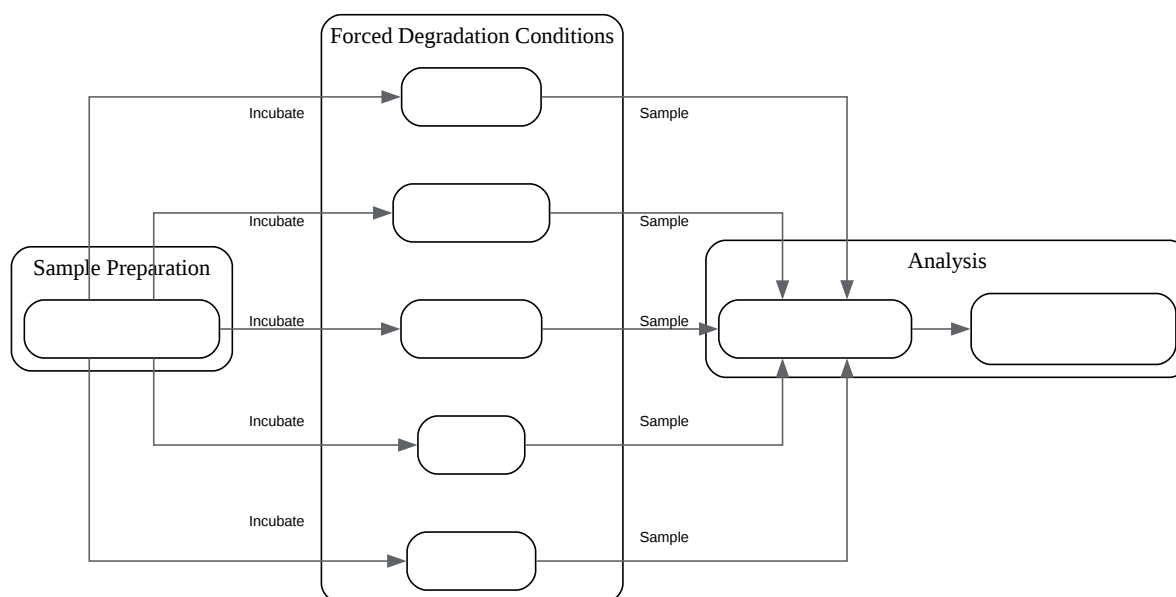 Forced Degradation Conditions
Incubate
Sample
Incubate
Sample
Sample Preparation
Analysis
Incubate
Sample
Incubate
Sample
Incubate
Sample